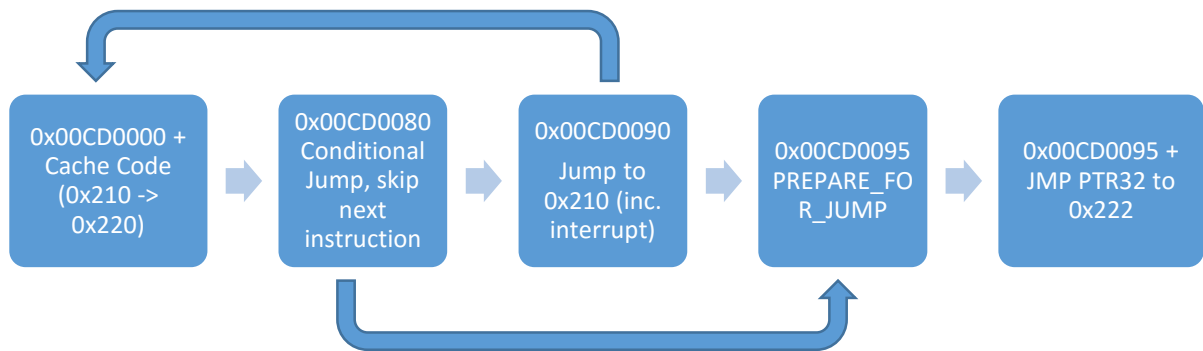 0x00CD0000 +
Cache Code
(0x210 ->
0x220)
0x00CD0080
Conditional
Jump, skip
next
instruction
0x00CD0090
Jump to
0x210 (inc.
interrupt)
0x00CD0095
PREPARE_FO
R_JUMP
0x00CD0095 +
JMP PTR32 to
0x222